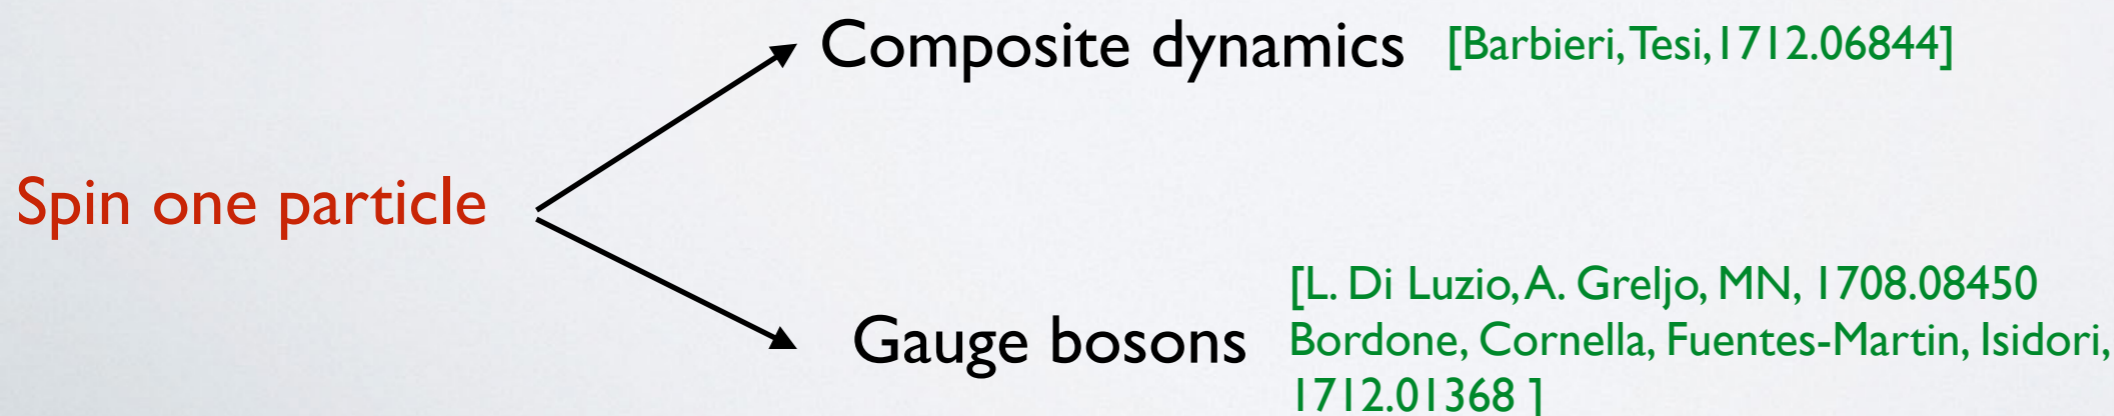 Composite dynamics [Barbieri, Tesi, 1712.06844]
Spin one particle
Gauge bosons
[L. Di Luzio, A. Greljo, MN, 1708.08450
Bordone, Cornella, Fuentes-Martin, Isidori,
1712.01368 ]